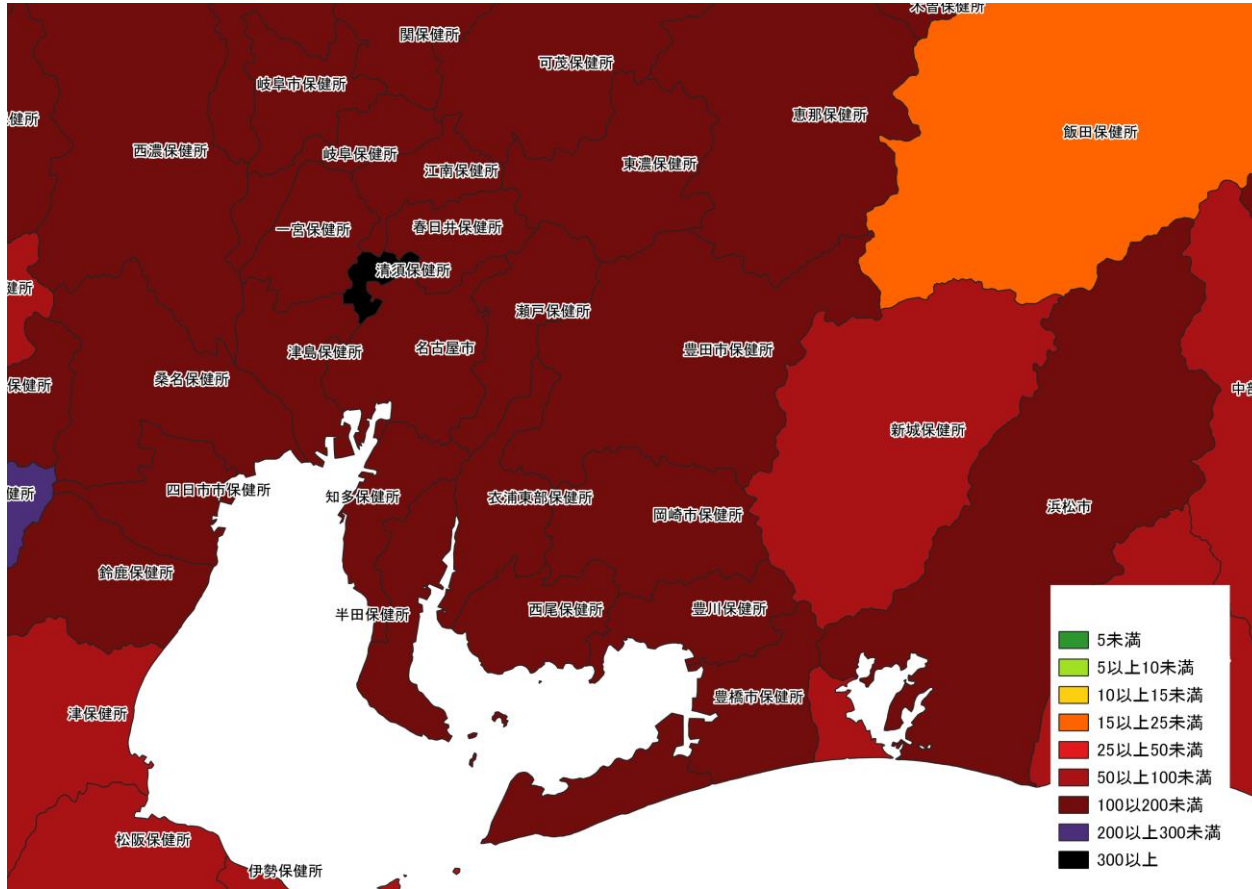 木曽保健所
関保健所
可茂保健所
岐阜市保健所
恵那保健所
飯田保健所
西濃保健所
岐阜保健所
東濃保健所
江南保健所
一宮保健所
春日井保健所
清須保健所
瀬戸保健所
津島保健所
名古屋市
豊田市保健所
桑名保健所
保健所
新城保健所
四日市市保健所
知多保健所
衣浦東部保健所
岡崎市保健所
浜松市
鈴鹿保健所
半田保健所
西尾保健所
豊川保健所
津保健所
豊橋市保健所
松阪保健所
伊勢保健所
5未満
5以上10未満
10以上15未満
15以上25未満
25以上50未満
50以上100未満
100以200未満
200以上300未満
300以上